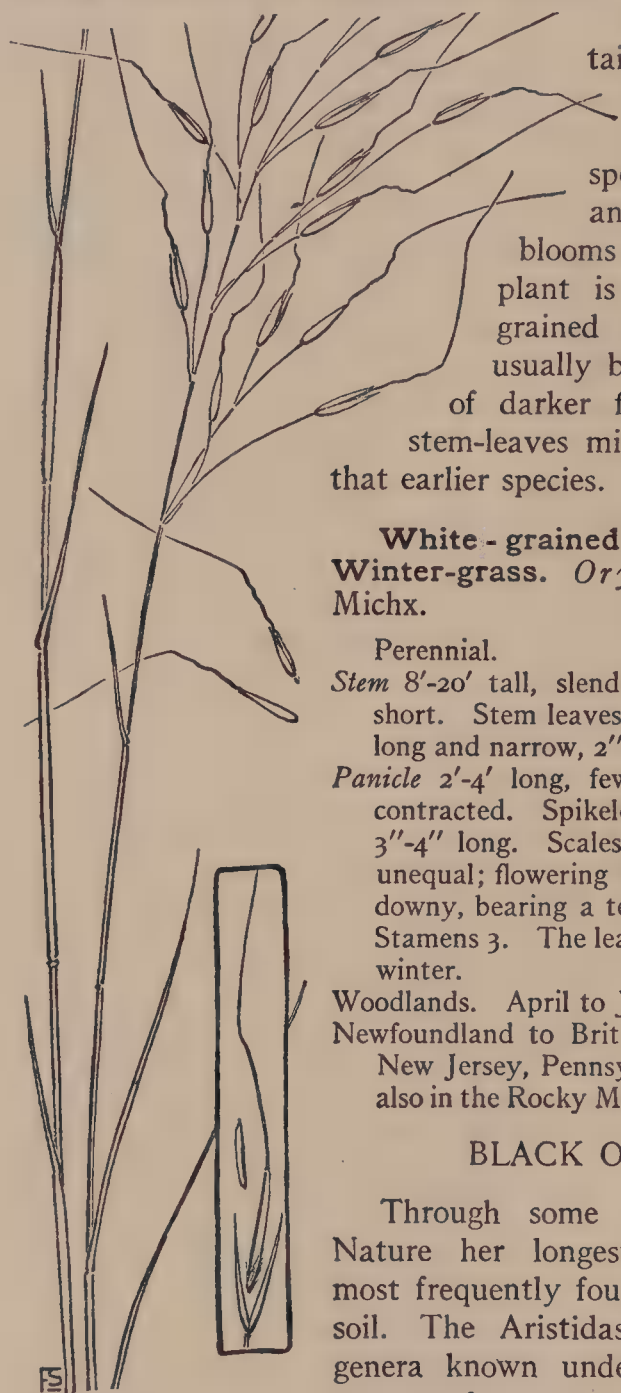 tai
spe
an
blooms
plant is
grained
usually b
of darker f
stem-leaves mi
that earlier species.
White-grained
Winter-grass. Ory
Michx.
Perennial.
Stem 8'-20' tall, slend
short. Stem leaves
long and narrow, 2"
Panicle 2'-4' long, few
contracted. Spikel
3"-4" long. Scales
unequal; flowering
downy, bearing a te
Stamens 3. The lea
winter.
Woodlands. April to J
Newfoundland to Brit
New Jersey, Pennsy
also in the Rocky M
BLACK O
Through some
Nature her longes
most frequently fou
soil. The Aristidas
genera known unde
FS